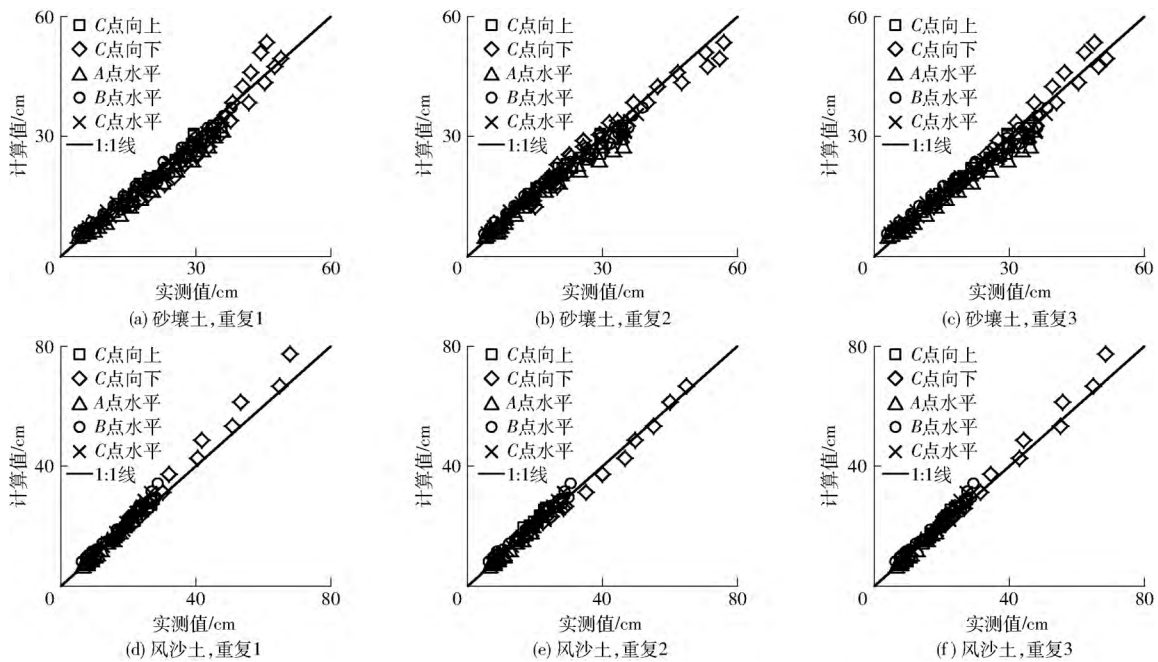 60
□ C点向上
◇ C点向下
△ A点水平
○ B点水平
× C点水平
—1:1线
计算值/cm
30
0
30
60
实测值/cm
(a) 砂壤土,重复1
60
□ C点向上
◇ C点向下
△ A点水平
○ B点水平
× C点水平
—1:1线
计算值/cm
30
0
30
60
实测值/cm
(b) 砂壤土,重复2
60
□ C点向上
◇ C点向下
△ A点水平
○ B点水平
× C点水平
—1:1线
计算值/cm
30
0
30
60
实测值/cm
(c) 砂壤土,重复3
80
□ C点向上
◇ C点向下
△ A点水平
○ B点水平
× C点水平
—1:1线
计算值/cm
40
0
40
80
实测值/cm
(d) 风沙土,重复1
80
□ C点向上
◇ C点向下
△ A点水平
○ B点水平
× C点水平
—1:1线
计算值/cm
40
0
40
80
实测值/cm
(e) 风沙土,重复2
80
□ C点向上
◇ C点向下
△ A点水平
○ B点水平
× C点水平
—1:1线
计算值/cm
40
0
40
80
实测值/cm
(f) 风沙土,重复3